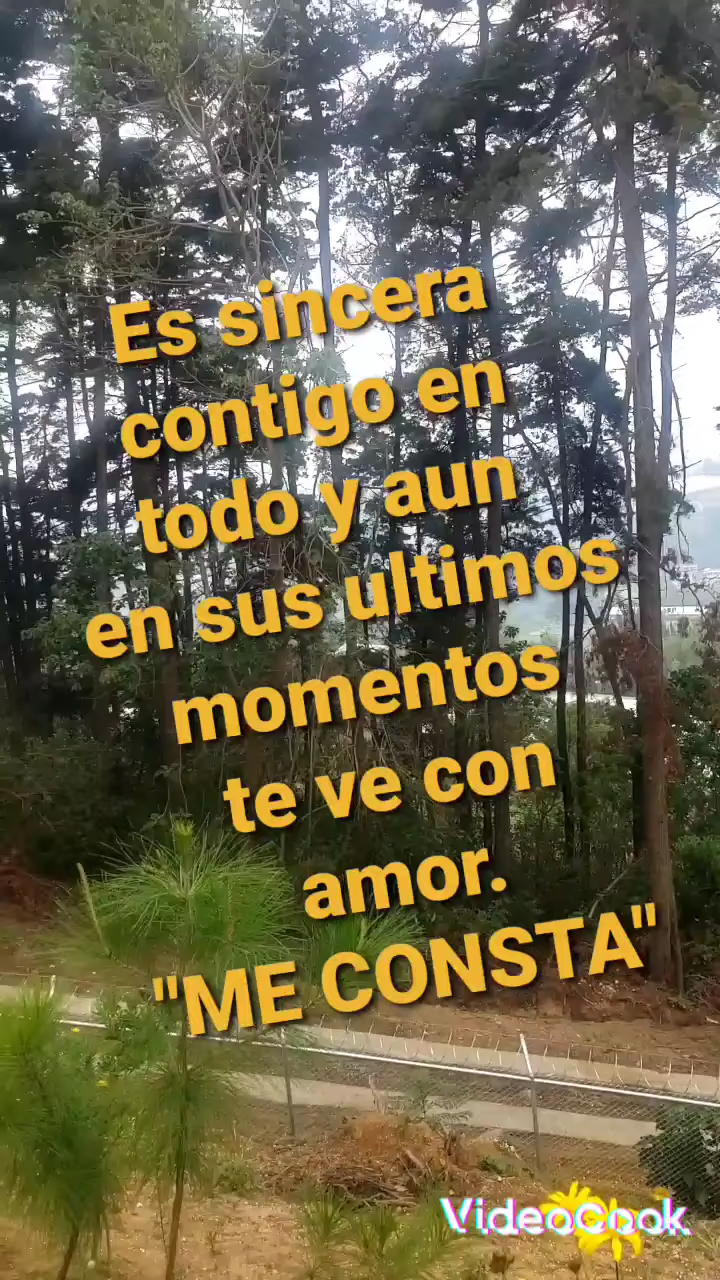 Es sincera
contigo en
todo y aun
en sus ultimos
momentos
te ve con
amor.
"ME CONSTA"
VideoCook